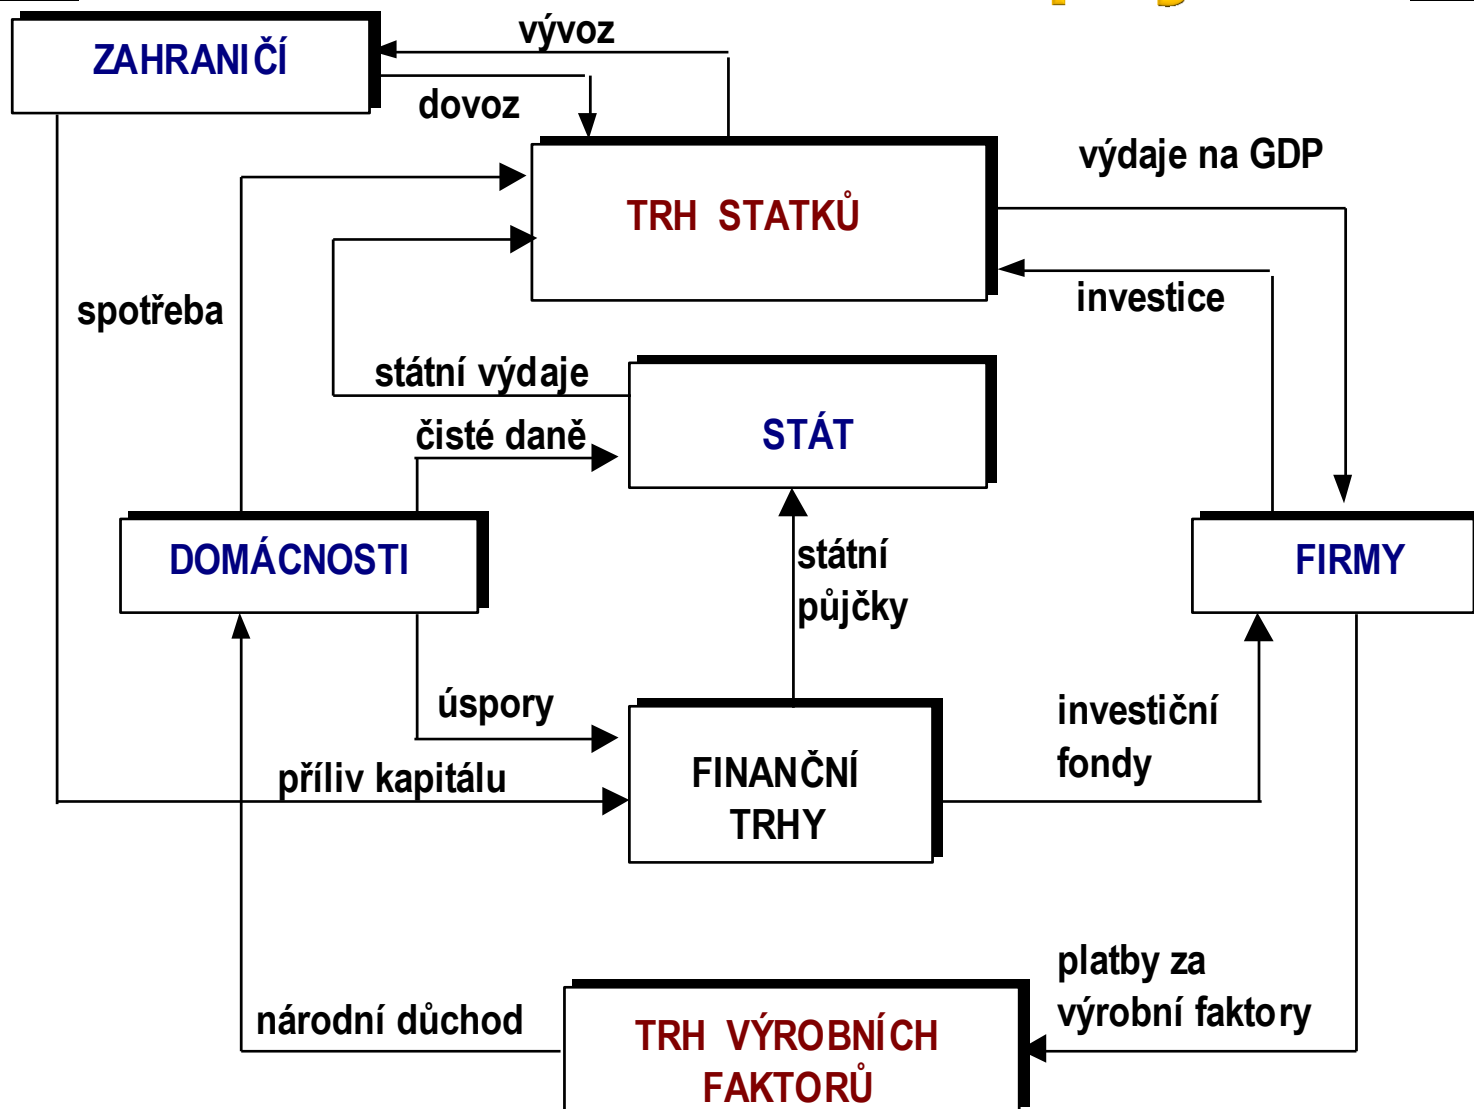 vývoz
ZAHRANIČÍ
dovoz
výdaje na GDP
TRH STATKŮ
spotřeba
investice
státní výdaje
čisté daně
STÁT
DOMÁCNOSTI
státní
půjčky
FIRMY
úspory
investiční
fondy
příliv kapitálu
FINANČNÍ
TRHY
platby za
výrobní faktory
národní důchod
TRH VÝROBNÍCH
FAKTORŮ